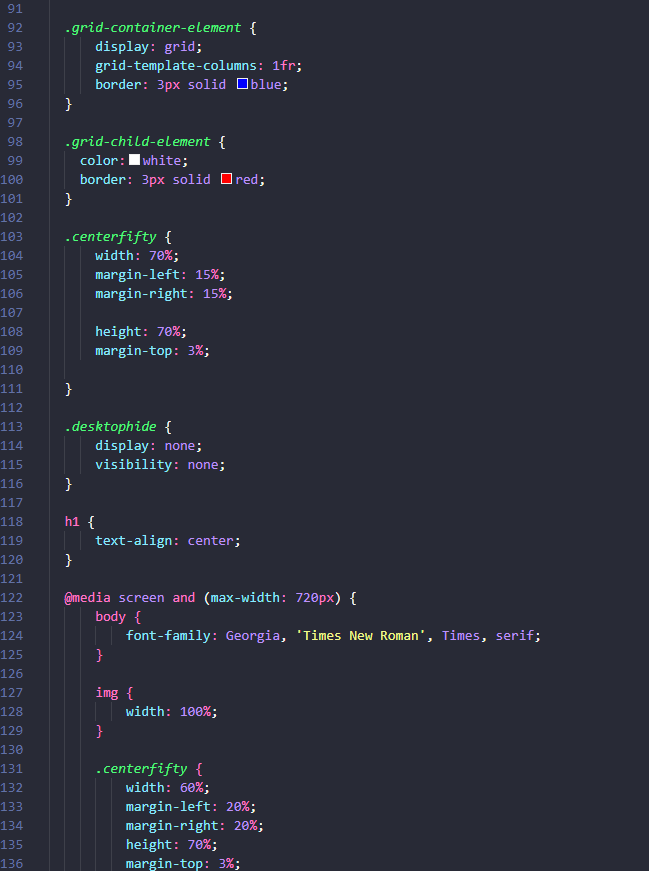 91
92 .grid-container-element {
93 display: grid;
94 grid-template-columns: 1fr;
95 border: 3px solid blue;
96 }
97
98 .grid-child-element {
99 color: white;
100 border: 3px solid red;
101 }
102
103 .centerfifty {
104 width: 70%;
105 margin-left: 15%;
106 margin-right: 15%;
107
108 height: 70%;
109 margin-top: 3%;
110
111 }
112
113 .desktophide {
114 display: none;
115 visibility: none;
116 }
117
118 h1 {
119 text-align: center;
120 }
121
122 @media screen and (max-width: 720px) {
123 body {
124 font-family: Georgia, 'Times New Roman', Times, serif;
125 }
126
127 img {
128 width: 100%;
129 }
130
131 .centerfifty {
132 width: 60%;
133 margin-left: 20%;
134 margin-right: 20%;
135 height: 70%;
136 margin-top: 3%;